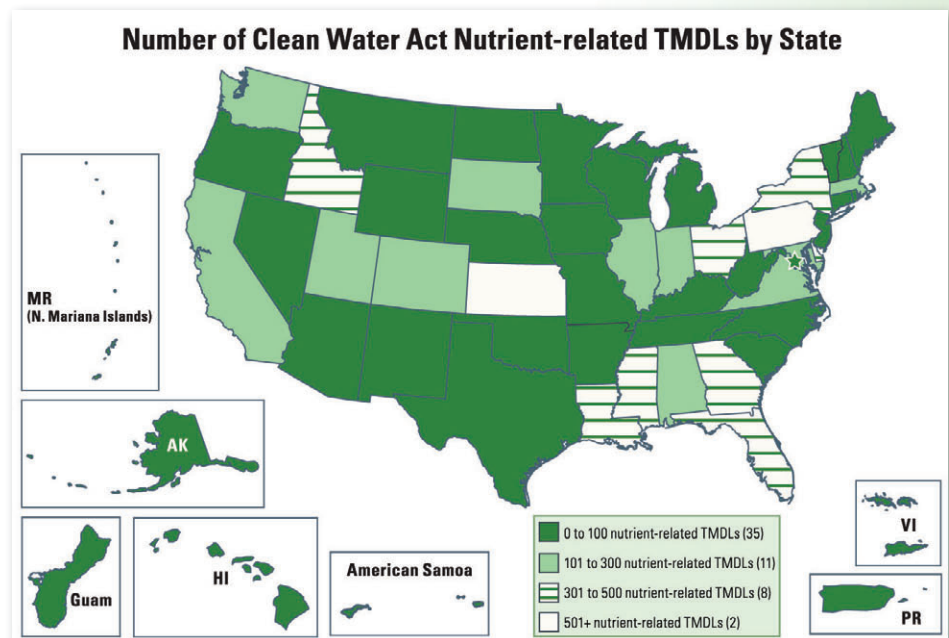 Number of Clean Water Act Nutrient-related TMDLs by State
MR
(N. Mariana Islands)
AK
Guam
HI
American Samoa
0 to 100 nutrient-related TMDLs (35)
101 to 300 nutrient-related TMDLs (11)
301 to 500 nutrient-related TMDLs (8)
501+ nutrient-related TMDLs (2)
VI
PR